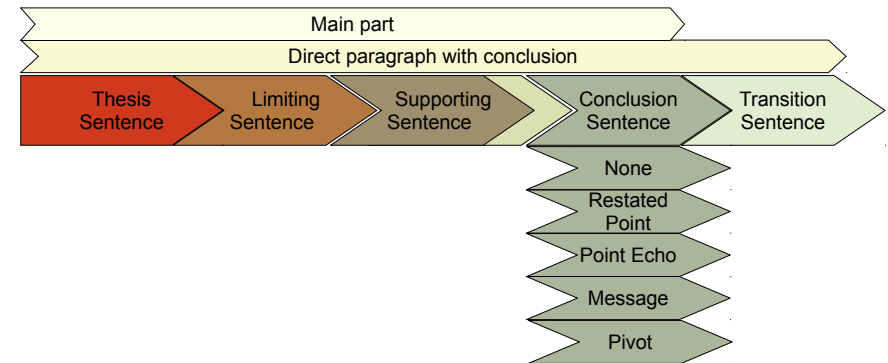 Main part
Direct paragraph with conclusion
Thesis
Sentence
Limiting
Sentence
Supporting
Sentence
Conclusion
Sentence
Transition
Sentence
None
Restated
Point
Point Echo
Message
Pivot